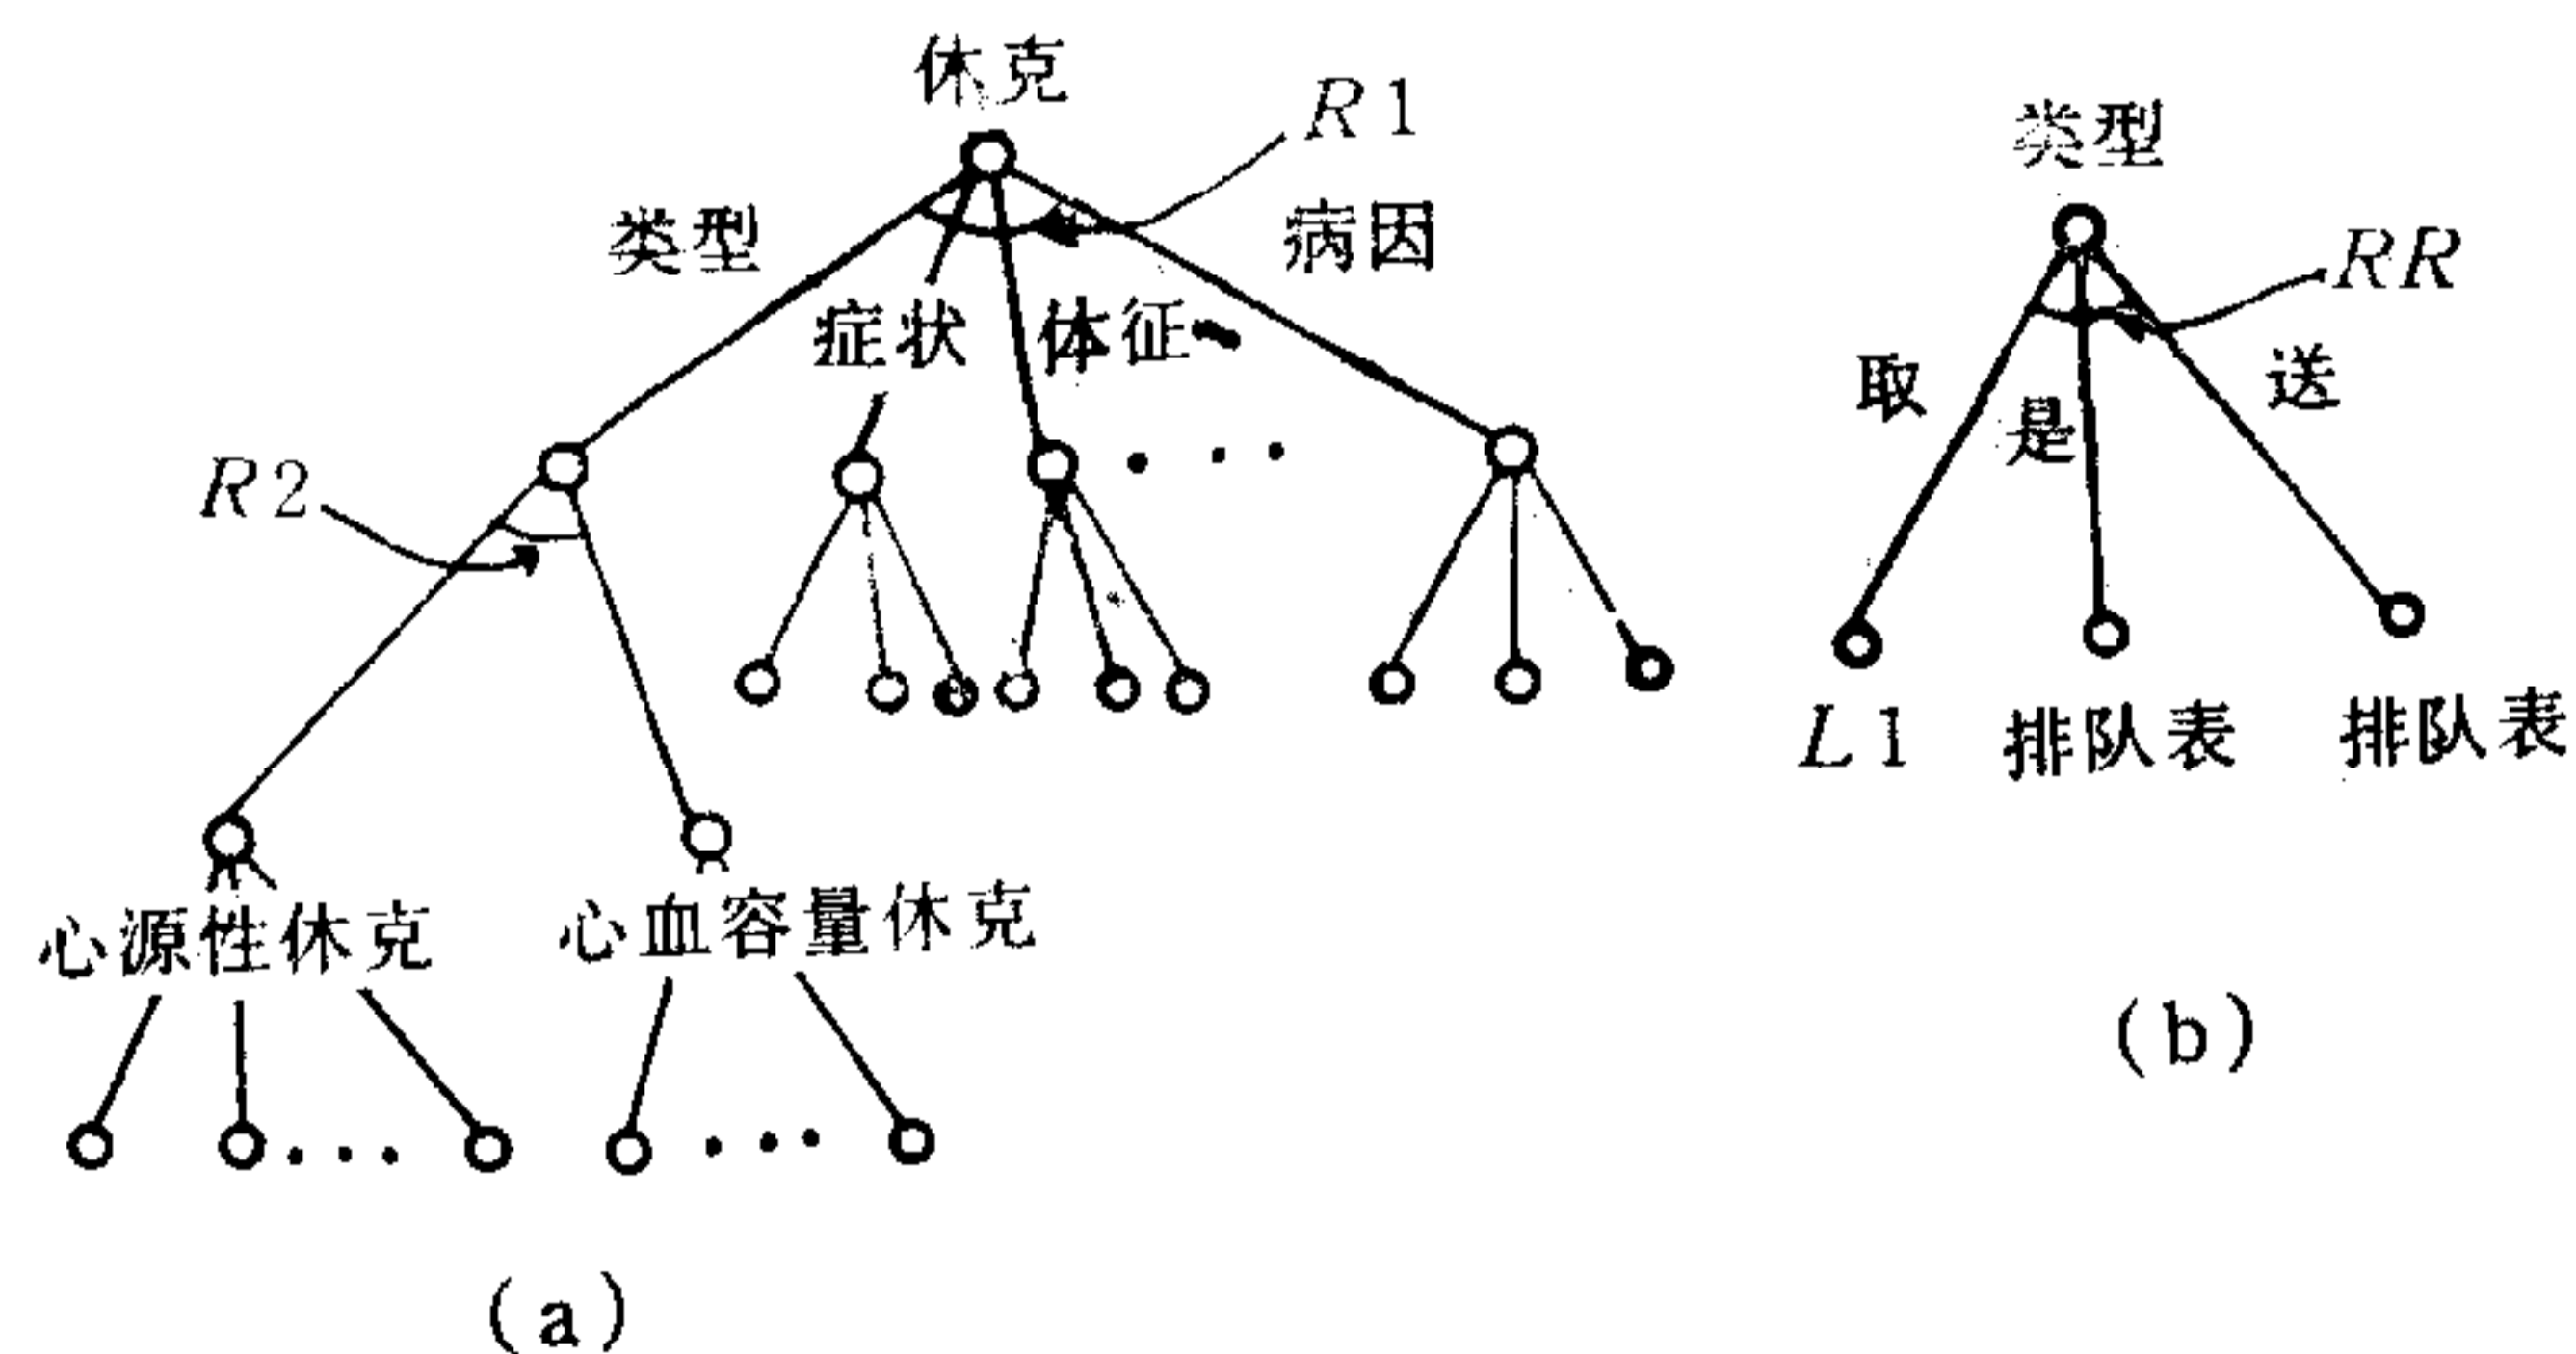 休克
R1
类型
病因
症状
体征
R2
心源性休克
心血容量休克
(a)
类型
RR
取
是
送
L1
排队表
排队表
(b)